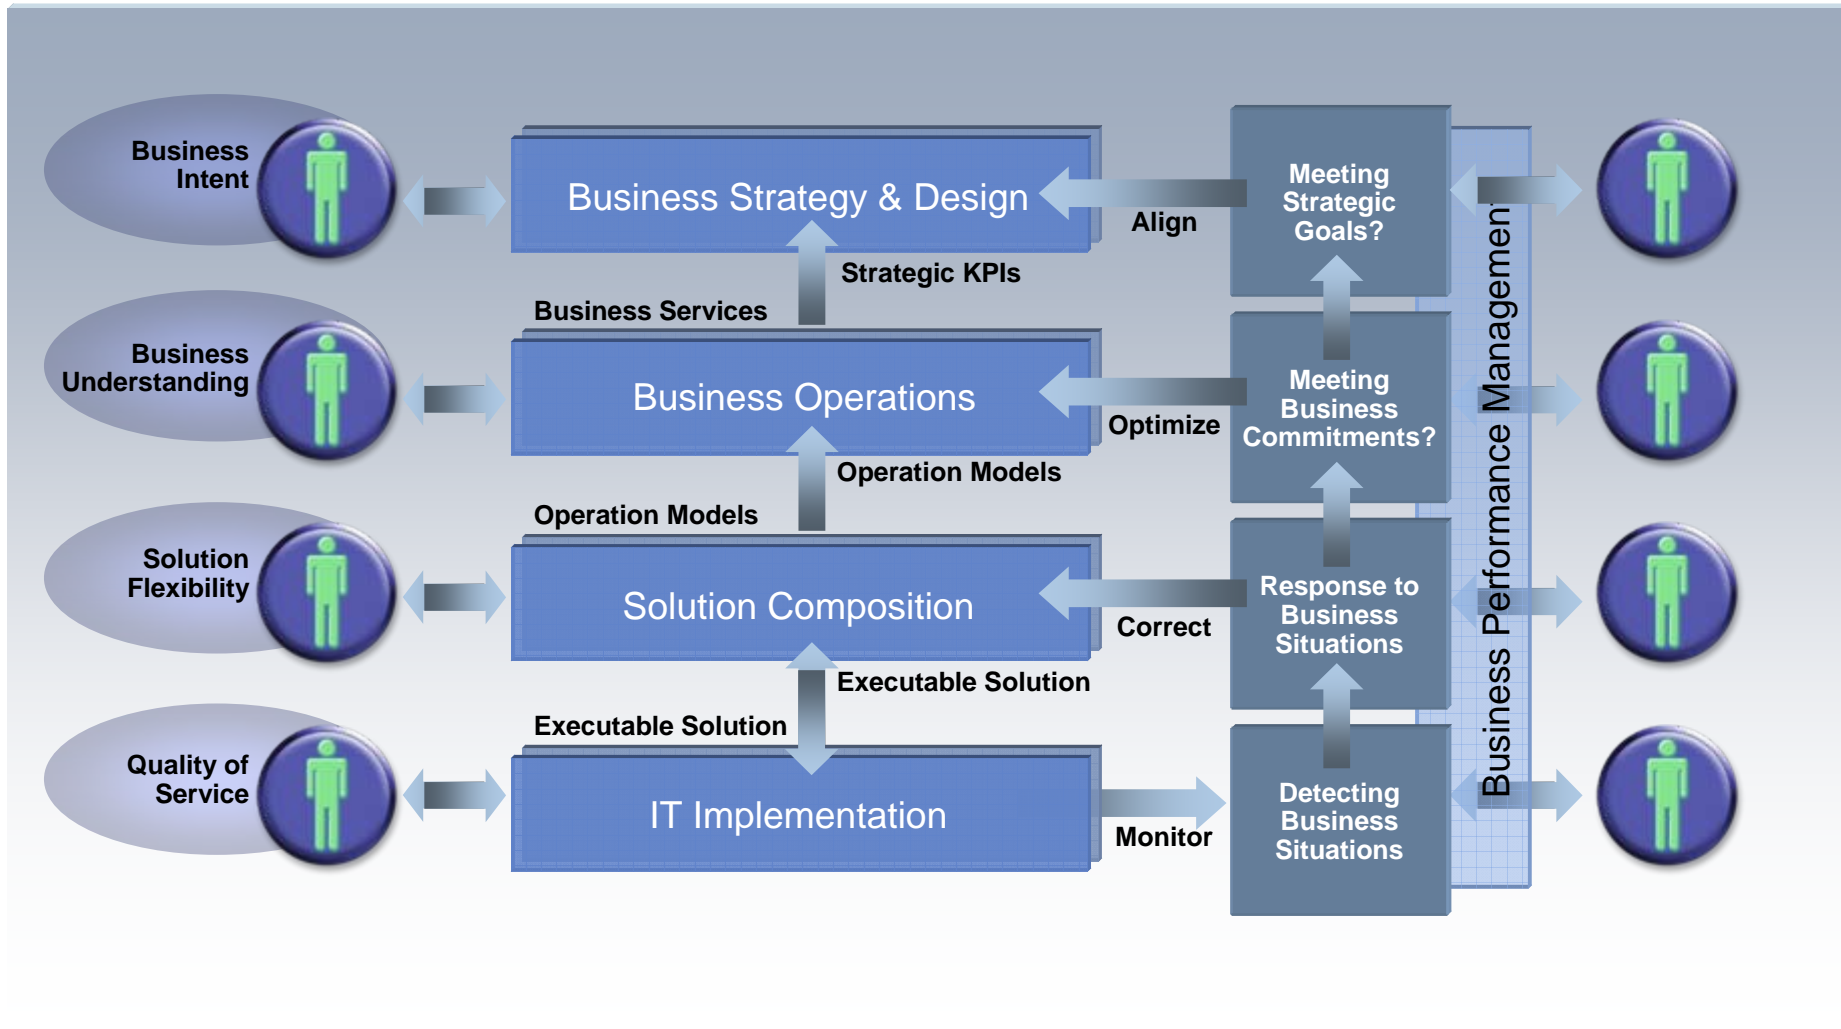 Business
Intent
Business Strategy & Design
Align
Meeting
Strategic
Goals?
Strategic KPIs
Business Services
Business
Understanding
Business Operations
Optimize
Meeting
Business
Commitments?
Operation Models
Operation Models
Solution
Flexibility
Solution Composition
Correct
Response to
Business
Situations
Executable Solution
Executable Solution
Quality of
Service
IT Implementation
Monitor
Detecting
Business
Situations
Business Performance Management